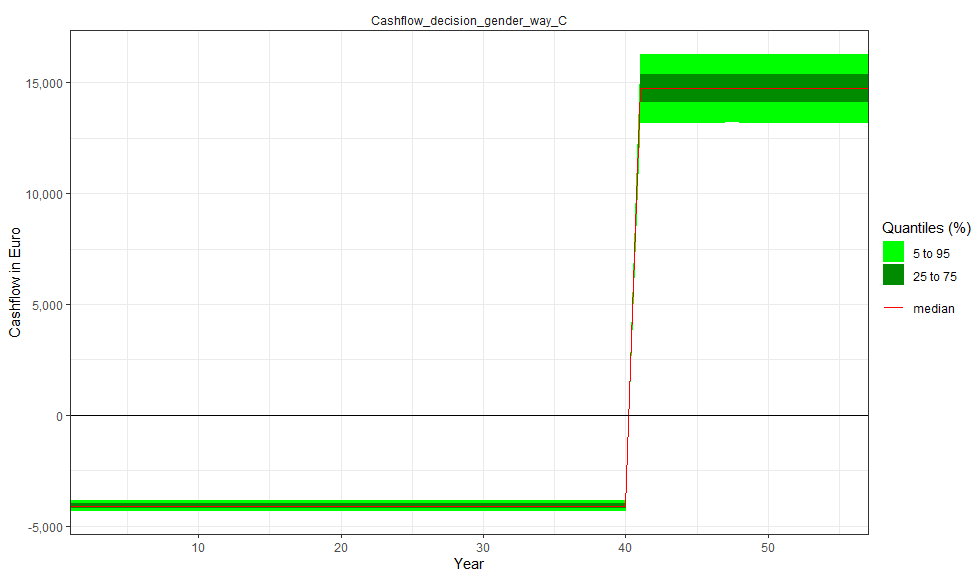 Cashflow_decision_gender_way_C
15,000
10,000
5,000
0
-5,000
Cashflow in Euro
10 20 30 40 50
Year
Quantiles (%)
5 to 95
25 to 75
median